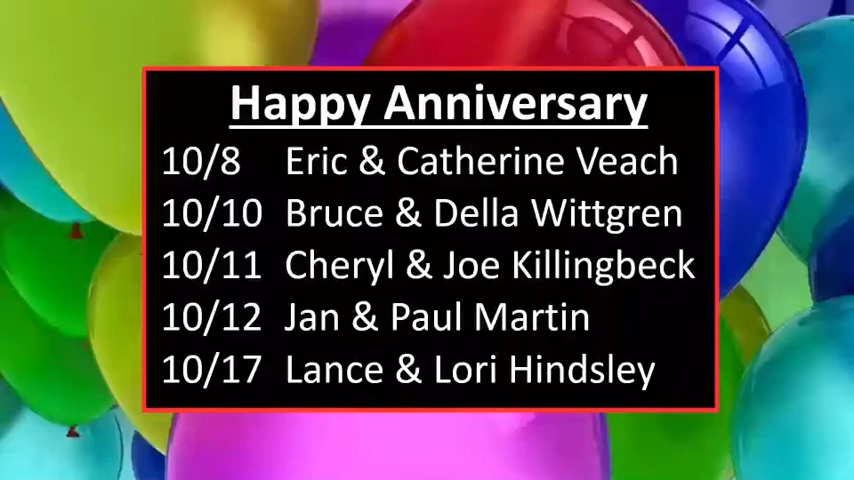 Happy Anniversary
10/8 Eric & Catherine Veach
10/10 Bruce & Della Wittgren
10/11 Cheryl & Joe Killingbeck
10/12 Jan & Paul Martin
10/17 Lance & Lori Hindsley